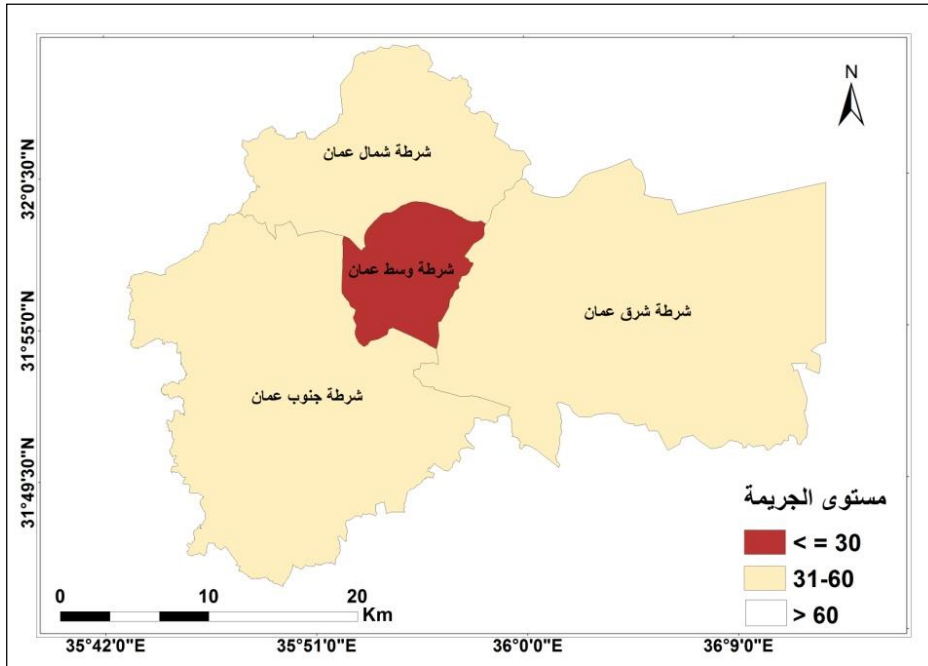 N
شرطة شمال عمان
شرطة وسط عمان
شرطة شرق عمان
شرطة جنوب عمان
32°0'30"N
31°55'0"N
31°49'30"N
مستوى الجريمة
< = 30
31-60
> 60
0 10 20
Km
35°42'0"E 35°51'0"E 36°0'0"E 36°9'0"E